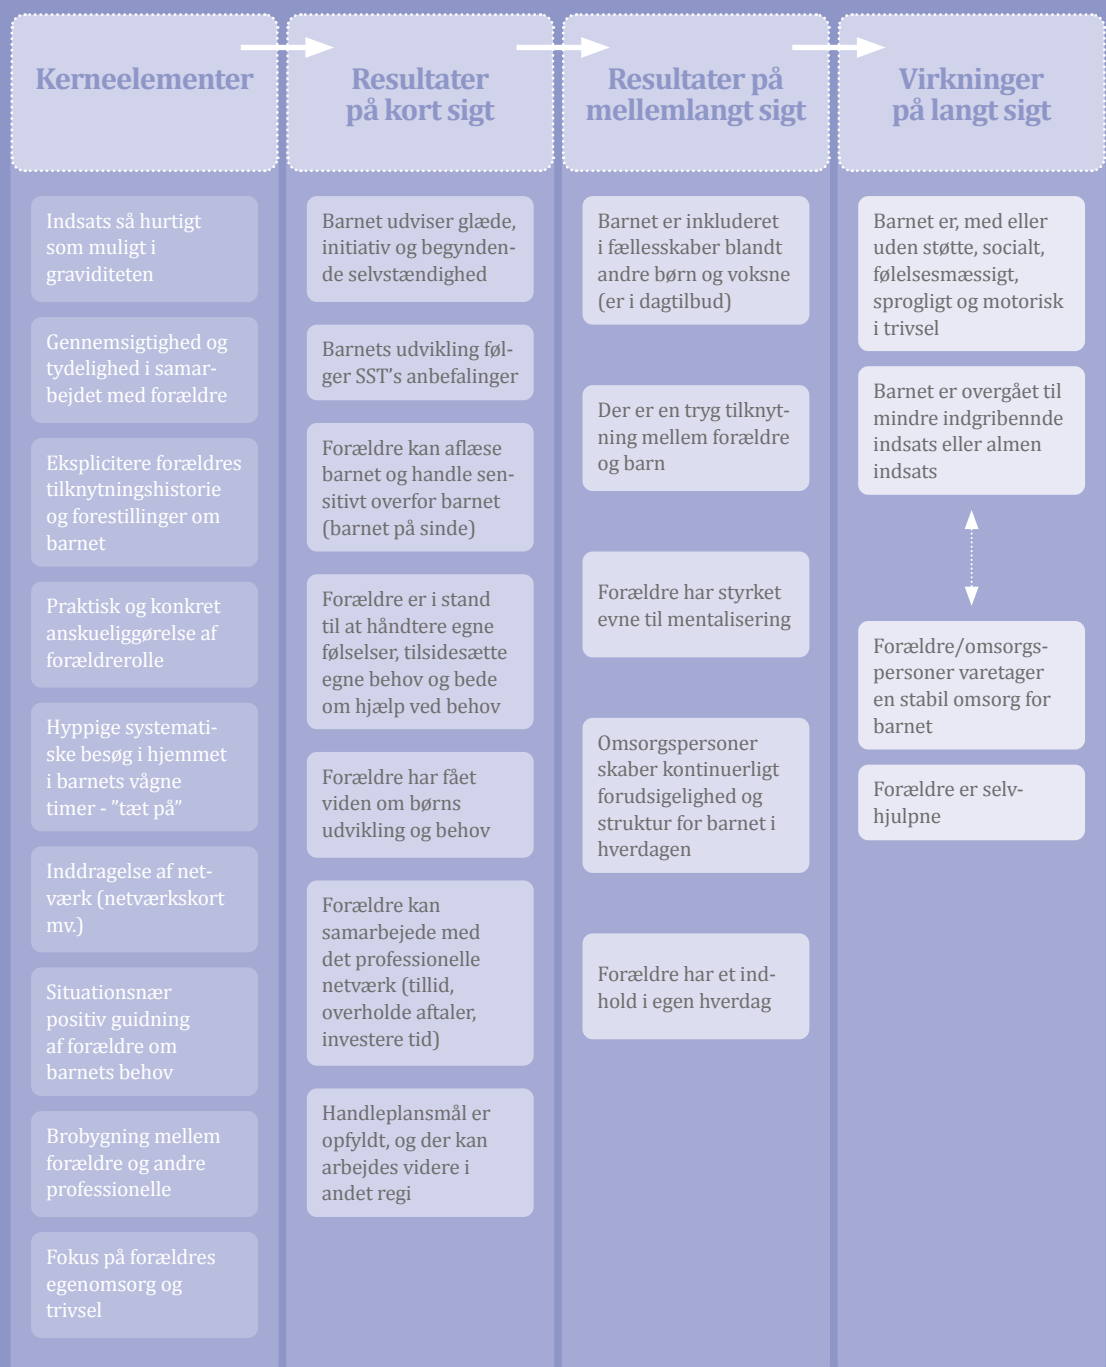 Kerneelementer
Indsats så hurtigt
som muligt i
graviditeten
Gennemsigtighed og
tydelighed i samar-
bejdet med forældre
Eksplicitere forældres
tilknytningshistorie
og forestillinger om
barnet
Praktisk og konkret
anskueliggørelse af
forældrerolle
Hyppige systemati-
ske besøg i hjemmet
i barnets vågne
timer - ”tæt på”
Inddragelse af net-
værk (netværkskort
mv.)
Situationsnær
positiv guidning
af forældre om
barnets behov
Brobygning mellem
forældre og andre
professionelle
Fokus på forældres
egenomsorg og
trivsel
Resultater
på kort sigt
Barnet udviser glæde,
initiativ og begynden-
de selvstændighed
Barnets udvikling føl-
ger SST’s anbefalinger
Forældre kan aflæse
barnet og handle sen-
sitivt overfor barnet
(barnet på sinde)
Forældre er i stand
til at håndtere egne
følselser, tilsidesætte
egne behov og bede
om hjælp ved behov
Forældre har fået
viden om børns
udvikling og behov
Forældre kan
samarbejede med
det professionelle
netværk (tillid,
overholde aftaler,
investere tid)
Handleplansmål er
opfyldt, og der kan
arbejdes videre i
andet regi
Resultater på
mellemlangt sigt
Barnet er inkluderet
i fællesskaber blandt
andre børn og voksne
(er i dagtilbud)
Der er en tryg tilknyt-
ning mellem forældre
og barn
Forældre har styrket
evne til mentalisering
Omsorgspersoner
skaber kontinuerligt
forudsigelighed og
struktur for barnet i
hverdagen
Forældre har et ind-
hold i egen hverdag
Virkninger
på langt sigt
Barnet er, med eller
uden støtte, socialt,
følelsesmæssigt,
sprogligt og motorisk
i trivsel
Barnet er overgået til
mindre indgribennde
indsats eller almen
indsats
Forældre/omsorgs-
personer varetager
en stabil omsorg for
barnet
Forældre er selv-
hjulpne